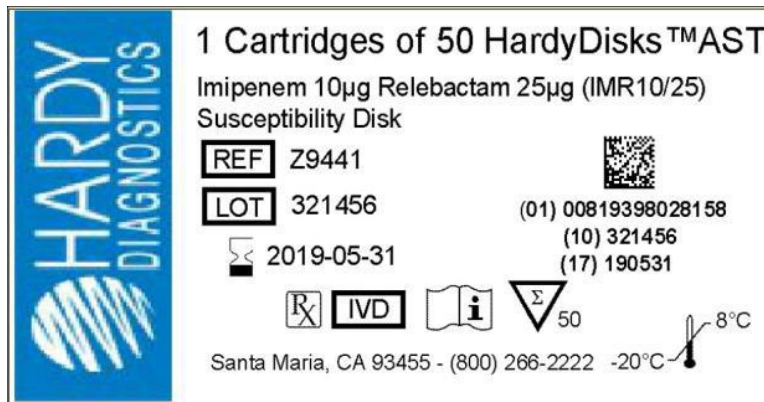 HARDY
DIAGNOSTICS
1 Cartridges of 50 HardyDisks™AST
Imipenem 10µg Relebactam 25µg (IMR10/25)
Susceptibility Disk
REF Z9441
LOT 321456
2019-05-31
(01) 00819398028158
(10) 321456
(17) 190531
Rx IVD i Σ 50
Santa Maria, CA 93455 - (800) 266-2222 -20°C 8°C